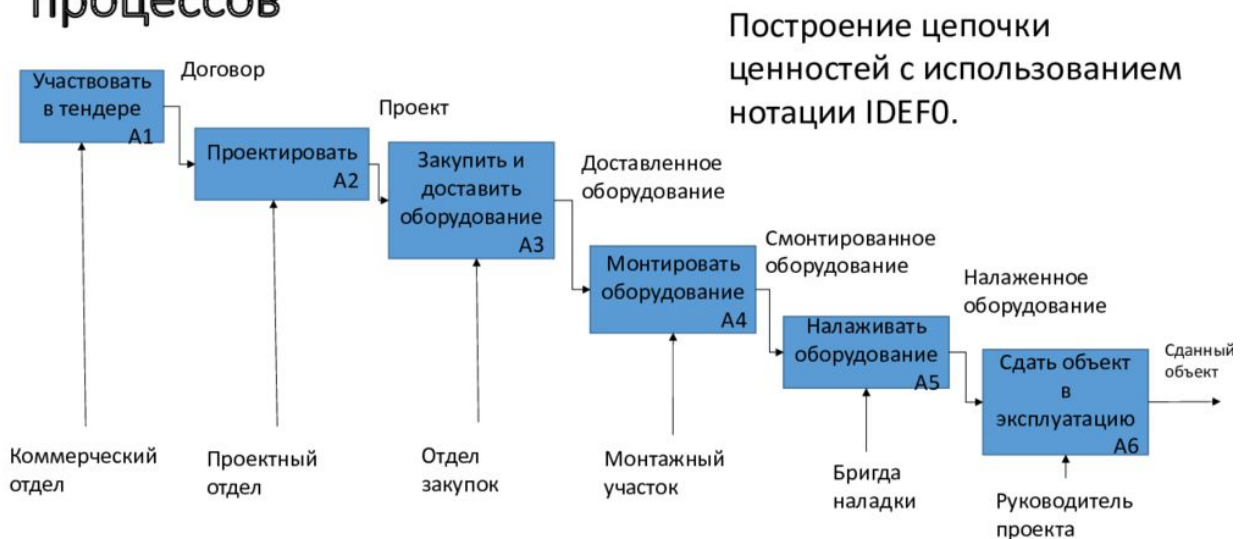 процессов
Построение цепочки
ценностей с использованием
нотации IDEF0.
Участвовать
в тендере
A1
Договор
Проектировать
A2
Проект
Закупить и
доставить
оборудование
A3
Доставленное
оборудование
Монтировать
оборудование
A4
Смонтированное
оборудование
Налаживать
оборудование
A5
Налаженное
оборудование
Сдать объект
в
эксплуатацию
A6
Сданный
объект
Коммерческий
отдел
Проектный
отдел
Отдел
закупок
Монтажный
участок
Бригда
наладки
Руководитель
проекта